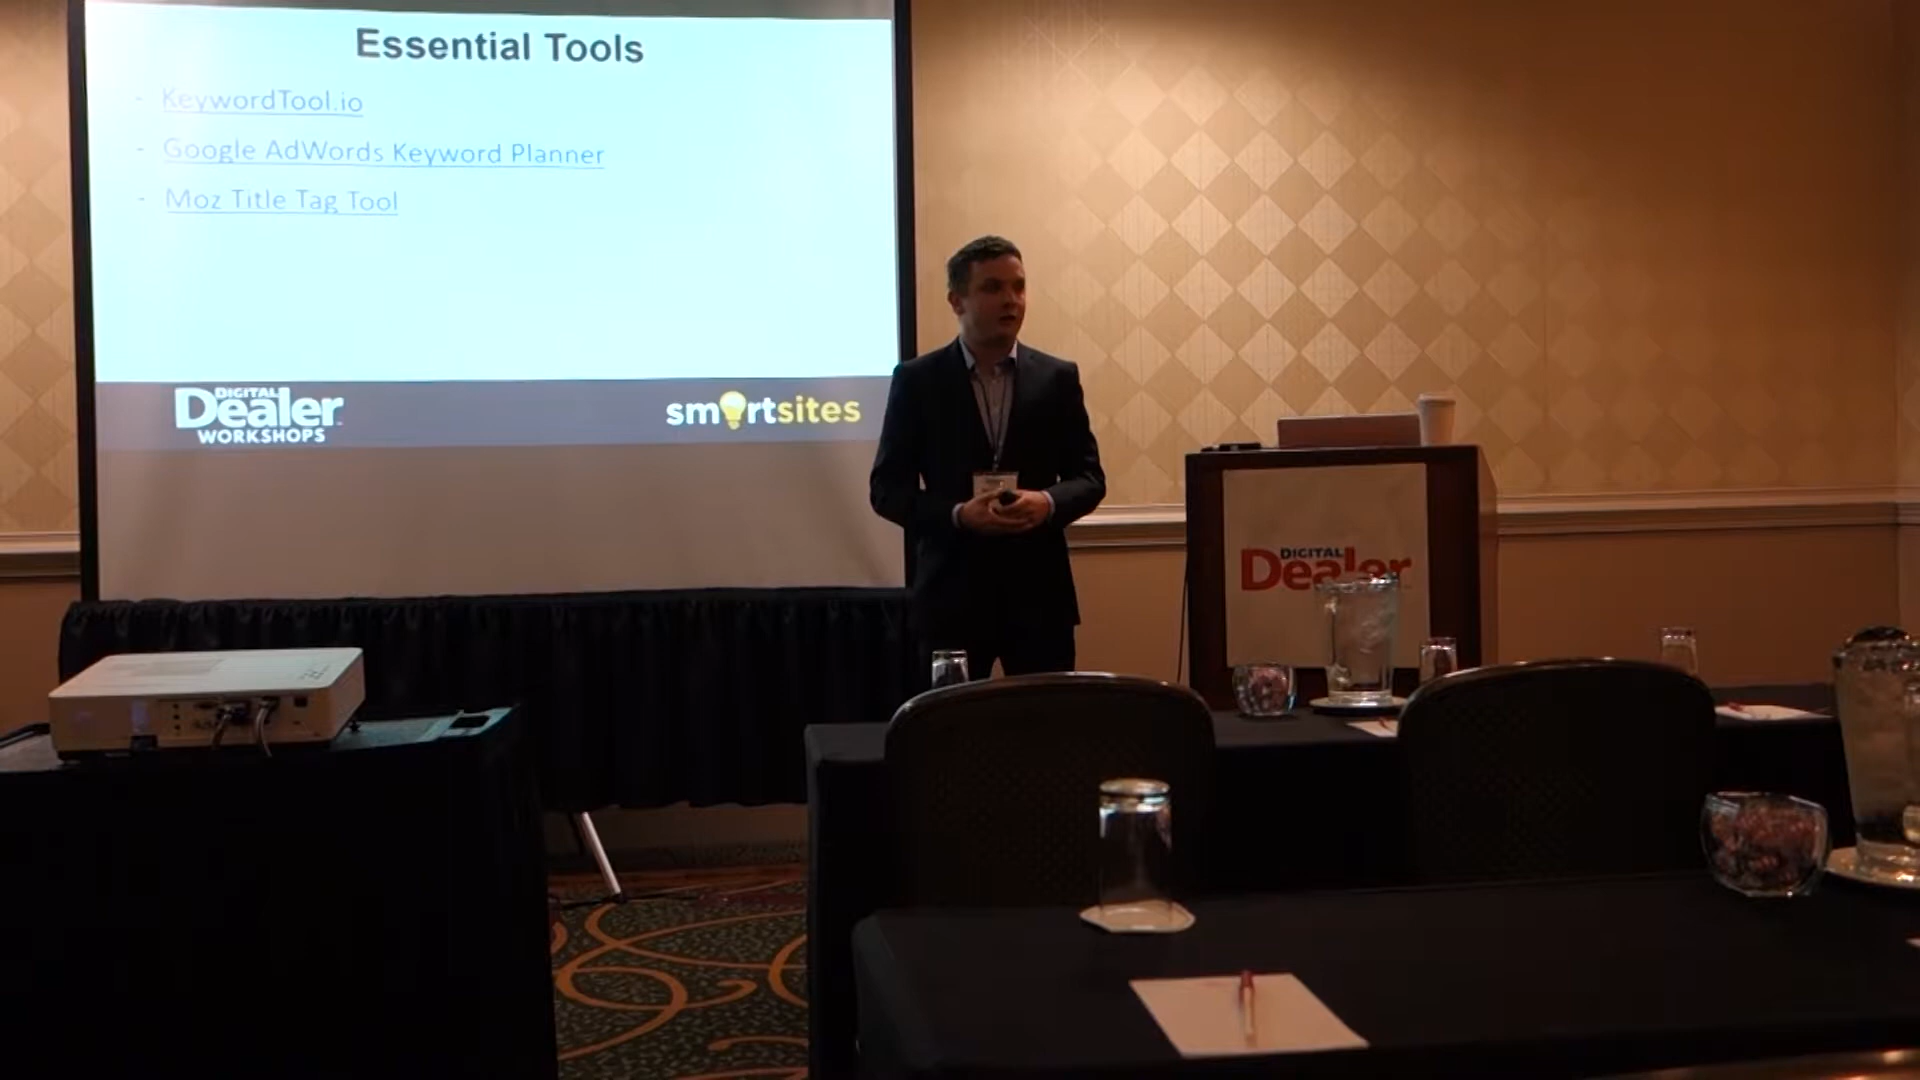 Essential Tools
- KeywordTool.io
- Google AdWords Keyword Planner
- Moz Title Tag Tool
DIGITAL
Dealer
WORKSHOPS
smartsites
DIGITAL
Dealer